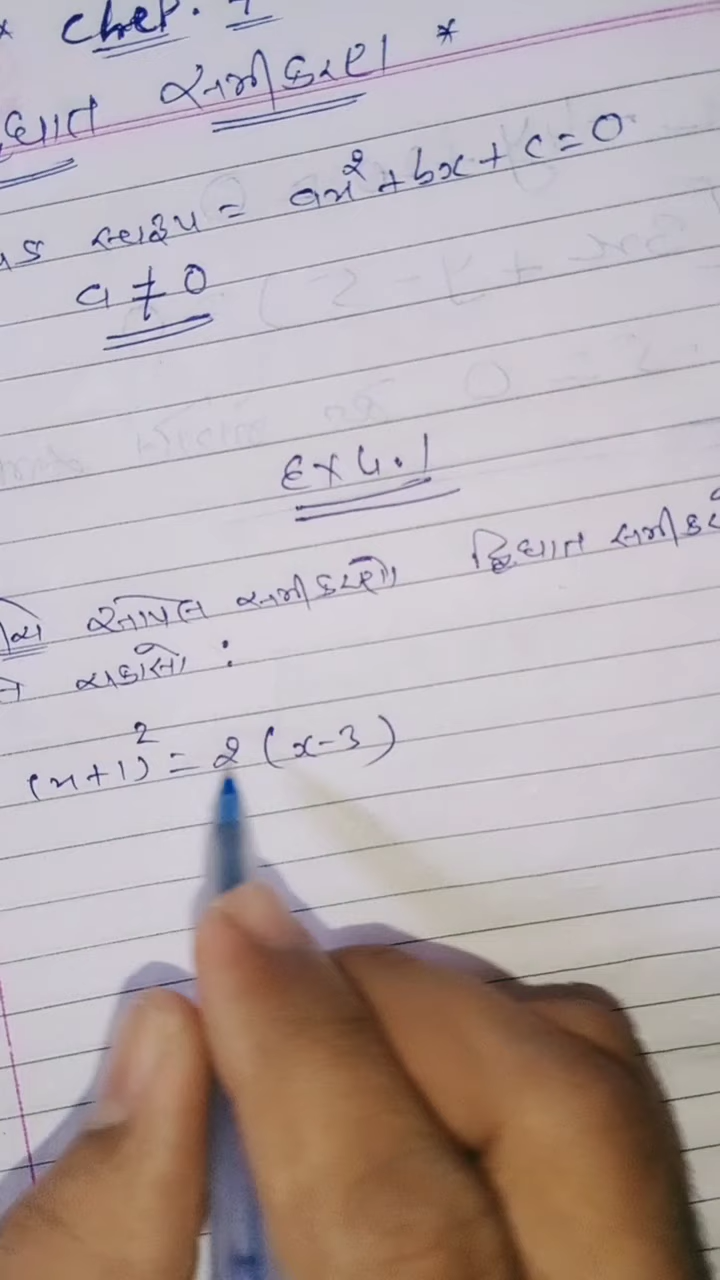 * Chep. 4
દ્વિઘાત સમીકરણ *
સ્વરૂપ = ax² + bx + c = 0
a ≠ 0
Ex 4.1
આપેલ સમીકરણો દ્વિઘાત સમીકરણ
ચકાસો :
(x+1)² = 2 (x-3)